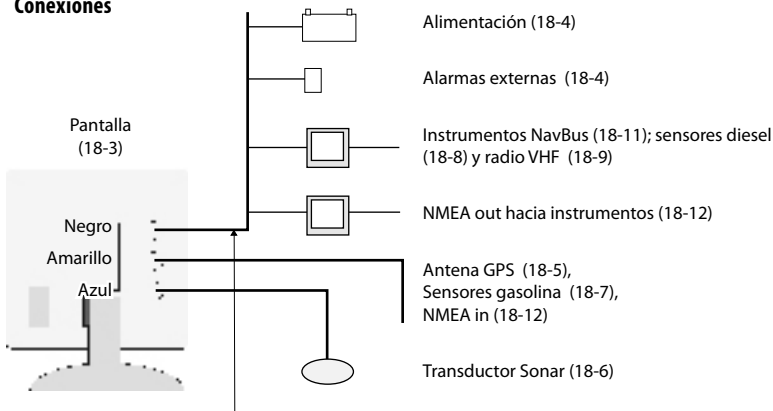 Conexiones
Alimentación (18-4)
Alarmas externas (18-4)
Pantalla
(18-3)
Instrumentos NavBus (18-11); sensores diesel
(18-8) y radio VHF (18-9)
Negro
NMEA out hacia instrumentos (18-12)
Amarillo
Azul
Antena GPS (18-5),
Sensores gasolina (18-7),
NMEA in (18-12)
Transductor Sonar (18-6)